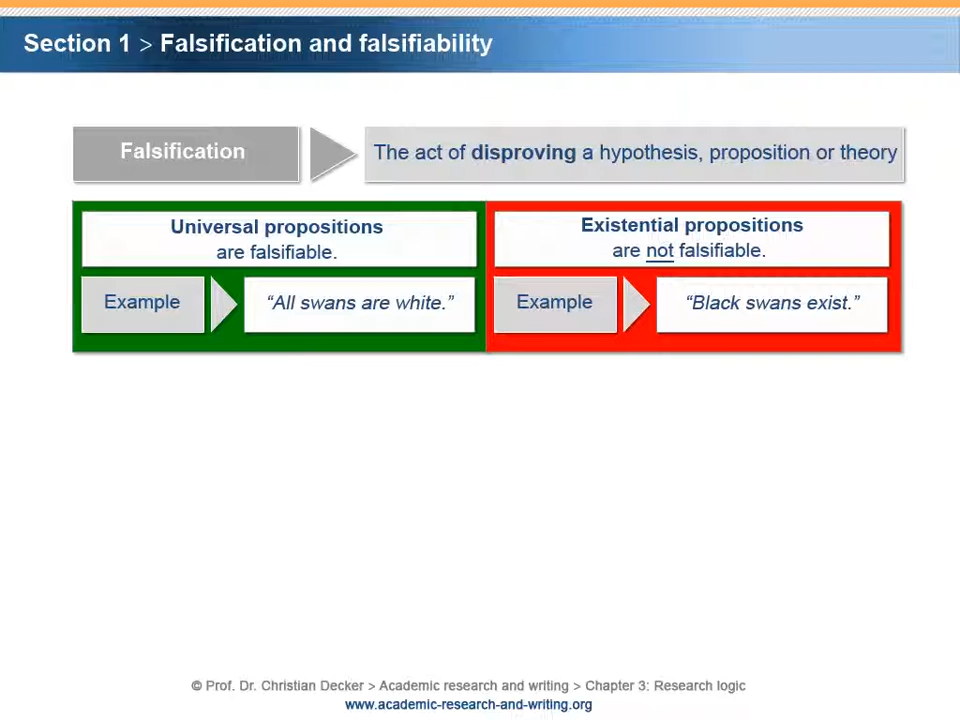 Section 1 > Falsification and falsifiability
Falsification
The act of disproving a hypothesis, proposition or theory
Universal propositions
are falsifiable.
Example
“All swans are white.”
Existential propositions
are not falsifiable.
Example
“Black swans exist.”
© Prof. Dr. Christian Decker > Academic research and writing > Chapter 3: Research logic
www.academic-research-and-writing.org